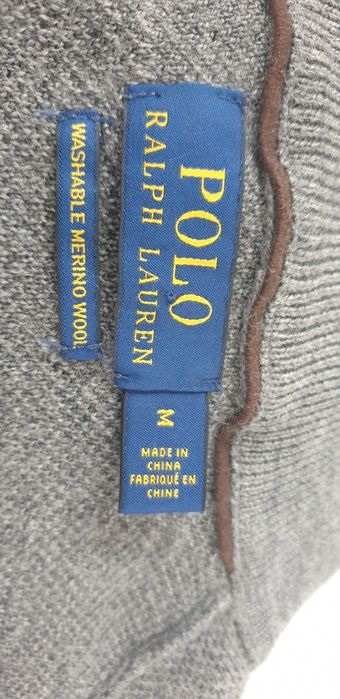 POLO
RALPH LAUREN
WASHABLE MERINO WOOL
M
MADE IN
CHINA
FABRIQUÉ EN
CHINE